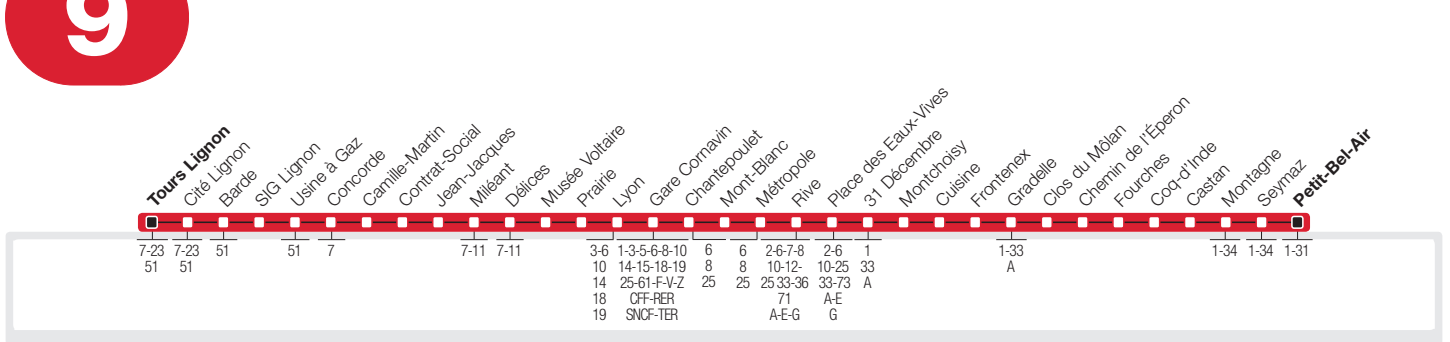 9
Tours Lignon
Cité Lignon
Barde
SIG Lignon
Usine à Gaz
Concorde
Camille-Martin
Contrat-Social
Jean-Jacques
Miléant
Délices
Musée Voltaire
Prairie
Lyon
Gare Cornavin
Chantepoulet
Mont-Blanc
Métropole
Rive
Place des Eaux-Vives
31 Décembre
Montchoisy
Cuisine
Frontenex
Gradelle
Clos du Môlan
Chemin de l'Éperon
Fourches
Coq-d'Inde
Castan
Montagne
Seymaz
Petit-Bel-Air
7-23
51
7-23
51
51
51
7
7-11
7-11
3-6
10
14
18
19
1-3-5-6-8-10
14-15-18-19
25-61-F-V-Z
CFF-RER
SNCF-TER
6
8
25
6
8
25
2-6-7-8
10-12-
25 33-36
71
A-E-G
2-6
10-25
33-73
A-E
G
1
33
A
1-33
A
1-34
1-34
1-31